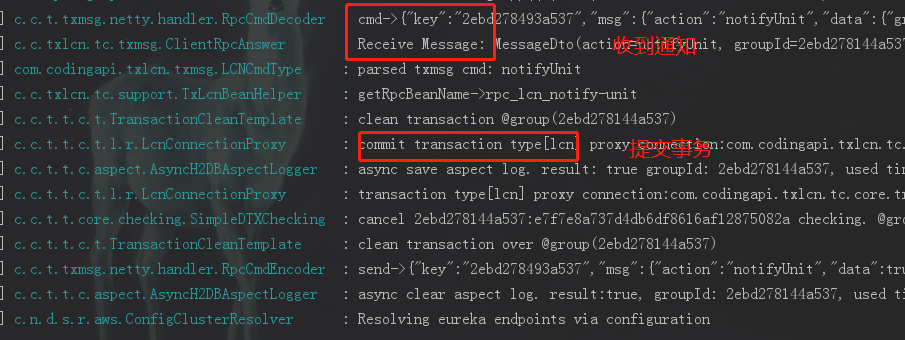 ] c.c.t.txmsg.netty.handler.RpcCmdDecoder : cmd->{"key":"2ebd278493a537","msg":{"action":"notifyUnit","data":{"gr
] c.c.txlcn.tc.txmsg.ClientRpcAnswer : Receive Message: MessageDto(action=notifyUnit, groupId=2ebd278144a537 收到通知
] com.codingapi.txlcn.txmsg.LCNCmdType : parsed txmsg cmd: notifyUnit
] c.c.txlcn.tc.support.TxLcnBeanHelper : getRpcBeanName->rpc_lcn_notify-unit
] c.c.t.t.c.t.TransactionCleanTemplate : clean transaction @group(2ebd278144a537)
] c.c.t.t.c.t.l.r.LcnConnectionProxy : commit transaction type[lcn] proxy connection:com.codingapi.txlcn.tc. 提交事务
] c.c.t.t.c.aspect.AsyncH2DBAspectLogger : async save aspect log. result: true groupId: 2ebd278144a537, used tim
] c.c.t.t.c.t.l.r.LcnConnectionProxy : transaction type[lcn] proxy connection:com.codingapi.txlcn.tc.core.tr
] c.c.t.t.core.checking.SimpleDTXChecking : cancel 2ebd278144a537:e7f7e8a737d4db6df8616af12875082a checking. @gro
] c.c.t.t.c.t.TransactionCleanTemplate : clean transaction over @group(2ebd278144a537)
] c.c.t.txmsg.netty.handler.RpcCmdEncoder : send->{"key":"2ebd278493a537","msg":{"action":"notifyUnit","data":tru
] c.c.t.t.c.aspect.AsyncH2DBAspectLogger : async clear aspect log. result:true, groupId: 2ebd278144a537, used ti
] c.n.d.s.r.aws.ConfigClusterResolver : Resolving eureka endpoints via configuration